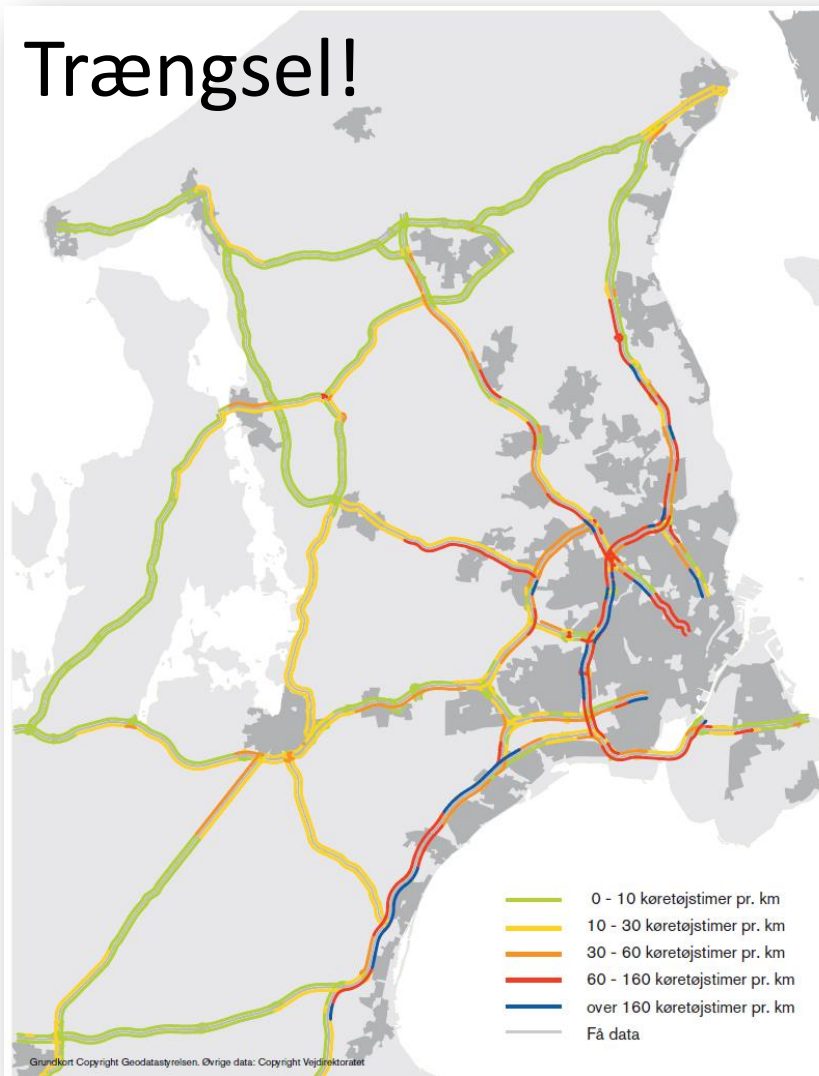 Trængsel!
0 - 10 køretøjstimer pr. km
10 - 30 køretøjstimer pr. km
30 - 60 køretøjstimer pr. km
60 - 160 køretøjstimer pr. km
over 160 køretøjstimer pr. km
Få data
Grundkort Copyright Geodatastyrelsen. Øvrige data: Copyright Vejdirektoratet